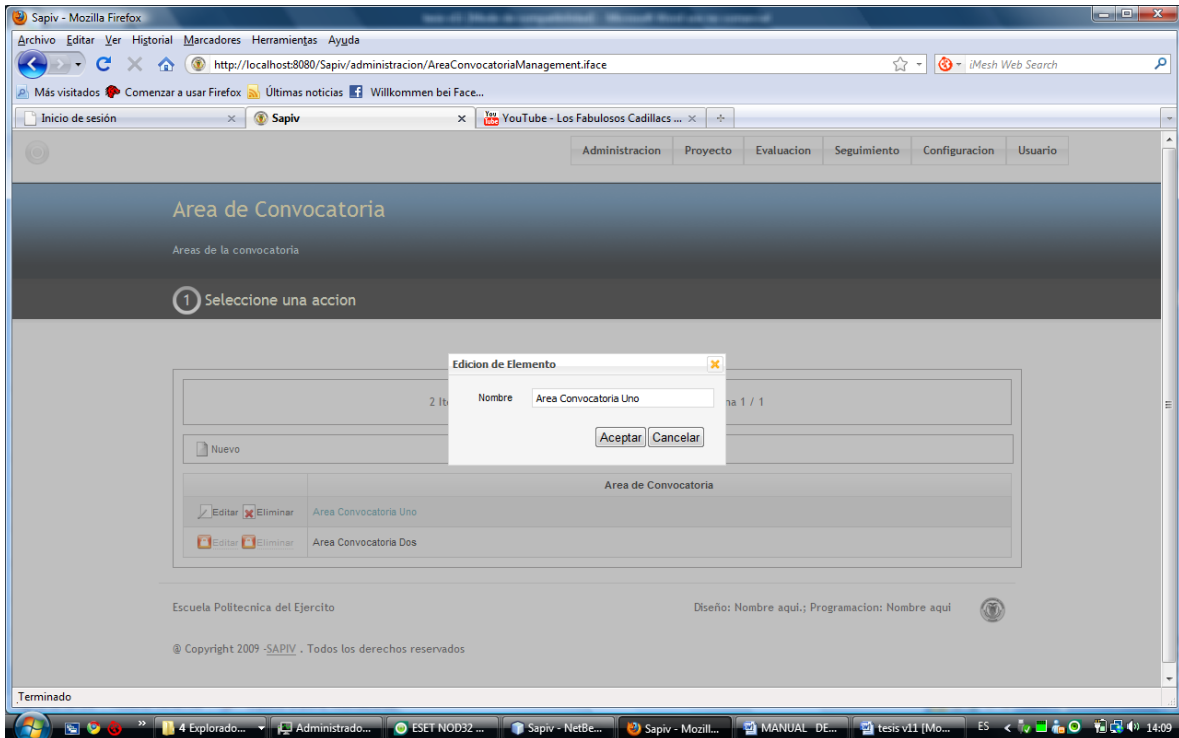 Sapiv - Mozilla Firefox
Archivo Editar Ver Historial Marcadores Herramientas Ayuda
http://localhost:8080/Sapiv/administracion/AreaConvocatoriaManagement.iface
iMesh Web Search
Más visitados Comenzar a usar Firefox Últimas noticias Willkommen bei Face...
Inicio de sesión Sapiv YouTube - Los Fabulosos Cadillacs ...
Administracion Proyecto Evaluacion Seguimiento Configuracion Usuario
Area de Convocatoria
Areas de la convocatoria
1 Seleccione una accion
Edicion de Elemento
2 Nombre Area Convocatoria Uno 1 / 1
Aceptar Cancelar
Nuevo
Area de Convocatoria
Editar Eliminar Area Convocatoria Uno
Editar Eliminar Area Convocatoria Dos
Escuela Politecnica del Ejercito Diseño: Nombre aqui.; Programacion: Nombre aqui
@ Copyright 2009 -SAPIV . Todos los derechos reservados
Terminado
4 Explorado... Administrado... ESET NOD32 ... Sapiv - NetBe... Sapiv - Mozill... MANUAL DE... tesis v11 [Mo... ES 14:09